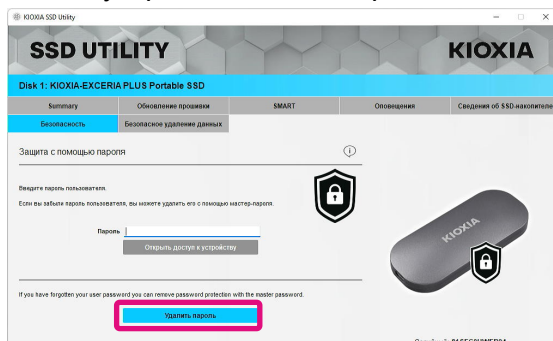 KIOXIA SSD Utility
SSD UTILITY
KIOXIA
Disk 1: KIOXIA-EXCERIA PLUS Portable SSD
Summary
Обновление прошивки
SMART
Оповещения
Сведения об SSD-накопителе
Безопасность
Безопасное удаление данных
Защита с помощью пароля
Введите пароль пользователя.
Если вы забыли пароль пользователя, вы можете удалить его с помощью мастер-пароля.
Пароль
Открыть доступ к устройству
KIOXIA
If you have forgotten your user password you can remove password protection with the master password.
Удалить пароль